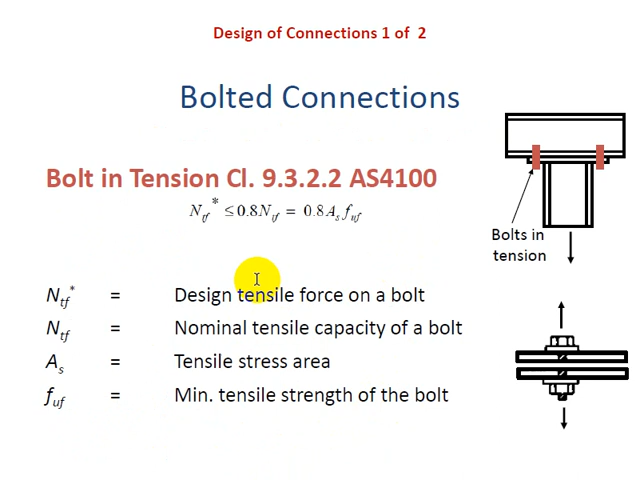 Design of Connections 1 of 2
Bolted Connections
Bolt in Tension Cl. 9.3.2.2 AS4100
N_tf* ≤ 0.8N_tf = 0.8A_s f_uf
Bolts in
tension
N_tf* = Design tensile force on a bolt
N_tf = Nominal tensile capacity of a bolt
A_s = Tensile stress area
f_uf = Min. tensile strength of the bolt